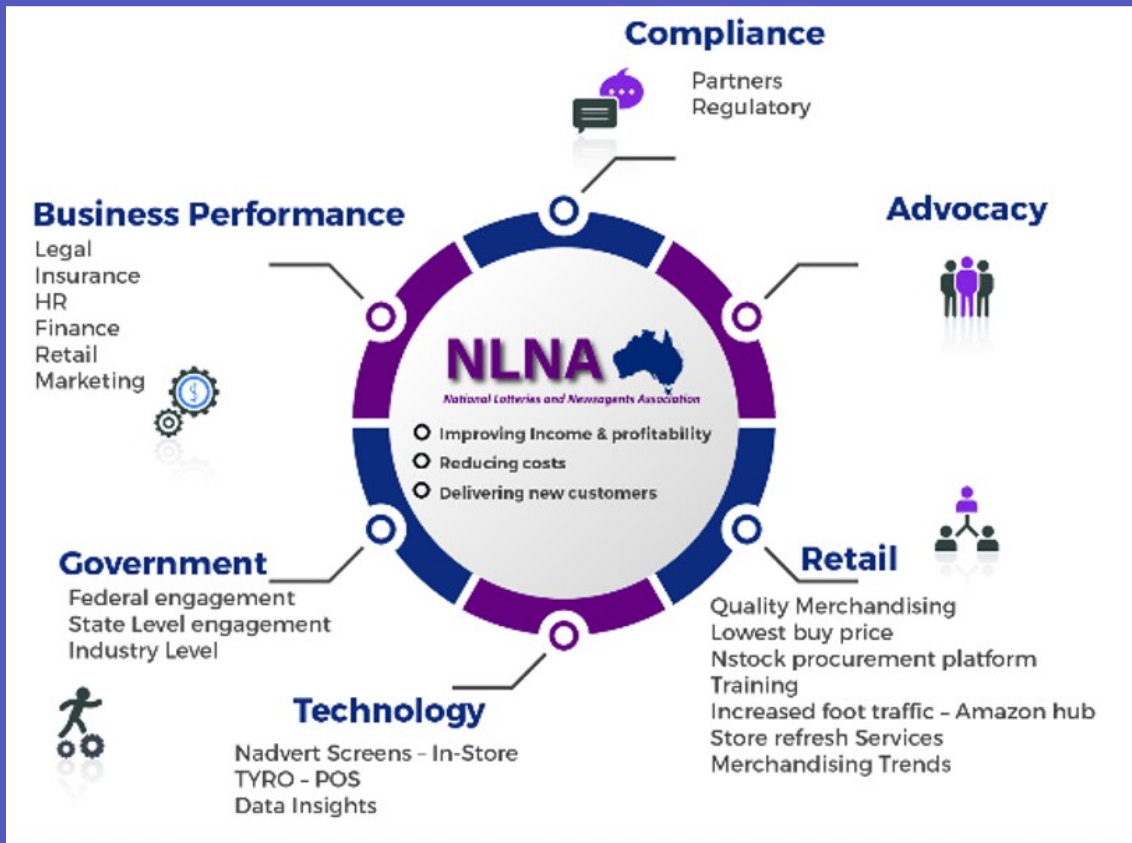 Compliance
Partners
Regulatory
Business Performance
Legal
Insurance
HR
Finance
Retail
Marketing
Advocacy
NLNA
National Lotteries and Newsagents Association
Improving Income & profitability
Reducing costs
Delivering new customers
Government
Federal engagement
State Level engagement
Industry Level
Retail
Quality Merchandising
Lowest buy price
Nstock procurement platform
Training
Increased foot traffic – Amazon hub
Store refresh Services
Merchandising Trends
Technology
Nadvert Screens – In-Store
TYRO – POS
Data Insights